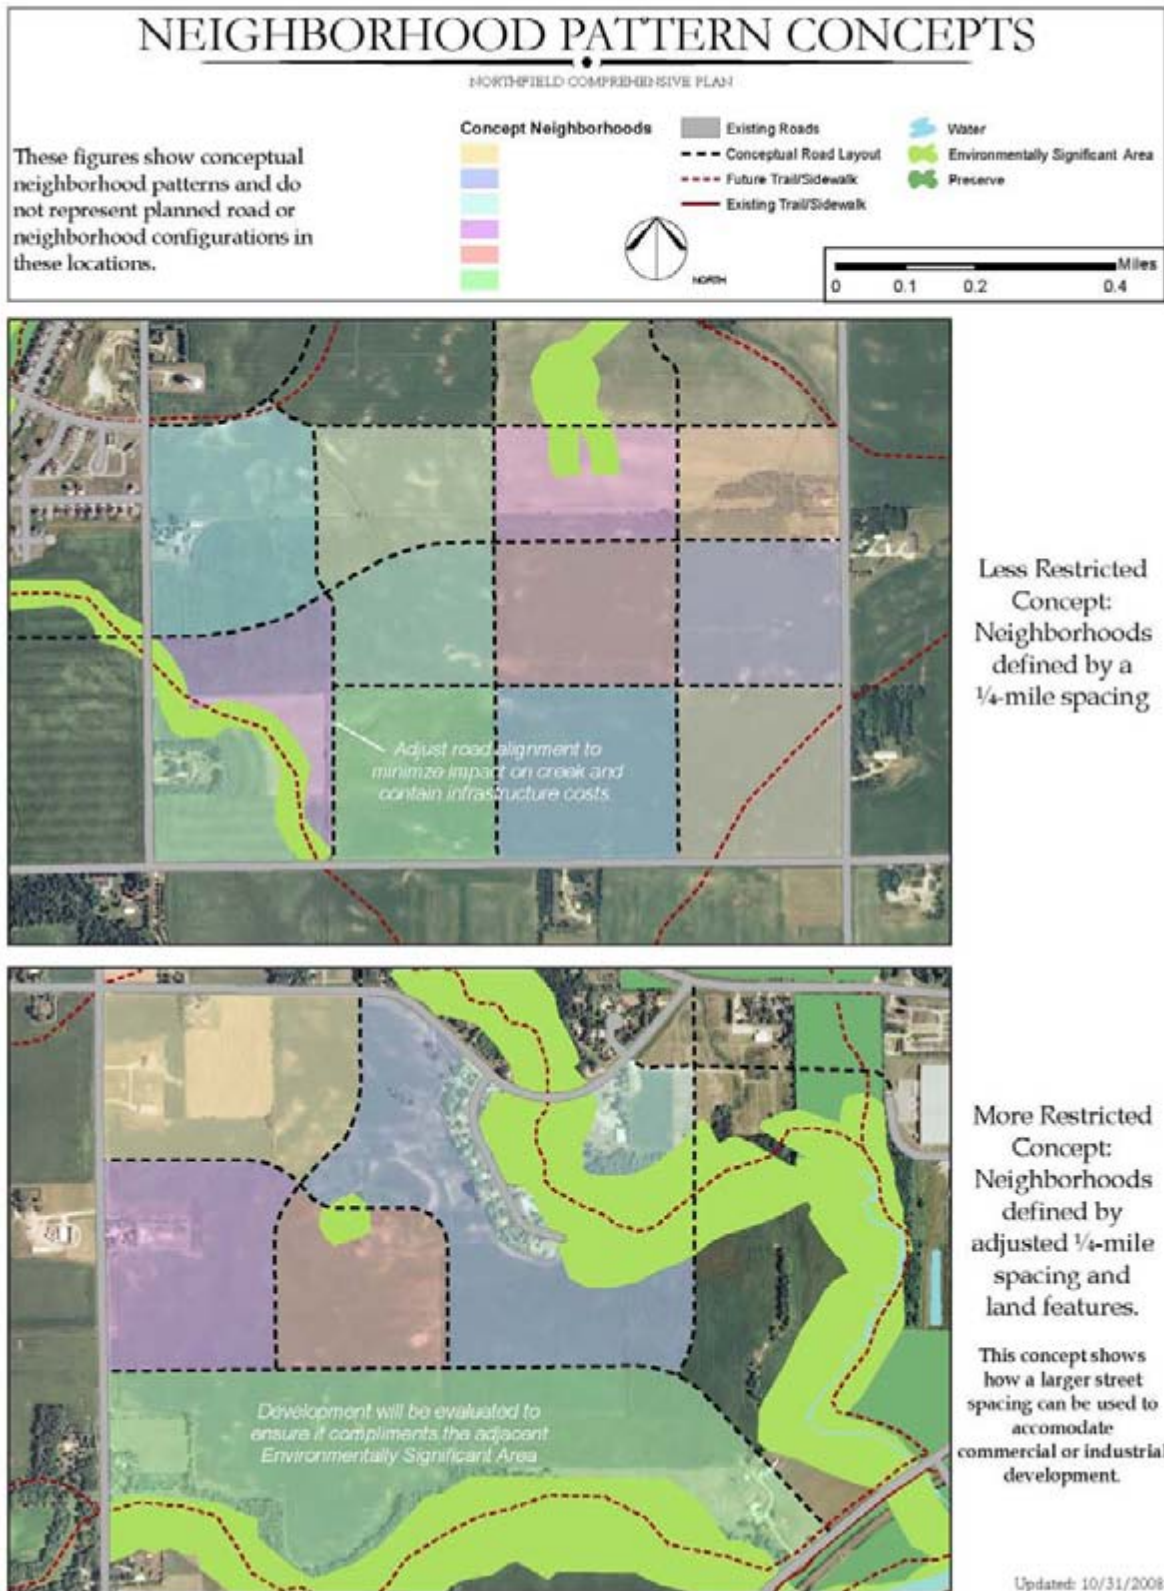 NEIGHBORHOOD PATTERN CONCEPTS
NORTHFIELD COMPREHENSIVE PLAN
These figures show conceptual
neighborhood patterns and do
not represent planned road or
neighborhood configurations in
these locations.
Concept Neighborhoods
Existing Roads
Conceptual Road Layout
Future Trail/Sidewalk
Existing Trail/Sidewalk
Water
Environmentally Significant Area
Preserve
NORTH
Miles
0 0.1 0.2 0.4
Adjust road alignment to
minimze impact on creek and
contain infrastructure costs
Less Restricted
Concept:
Neighborhoods
defined by a
¼-mile spacing
Development will be evaluated to
ensure it compliments the adjacent
Environmentally Significant Area
More Restricted
Concept:
Neighborhoods
defined by
adjusted ¼-mile
spacing and
land features.
This concept shows
how a larger street
spacing can be used to
accomodate
commercial or industrial
development.
Updated: 10/31/2008